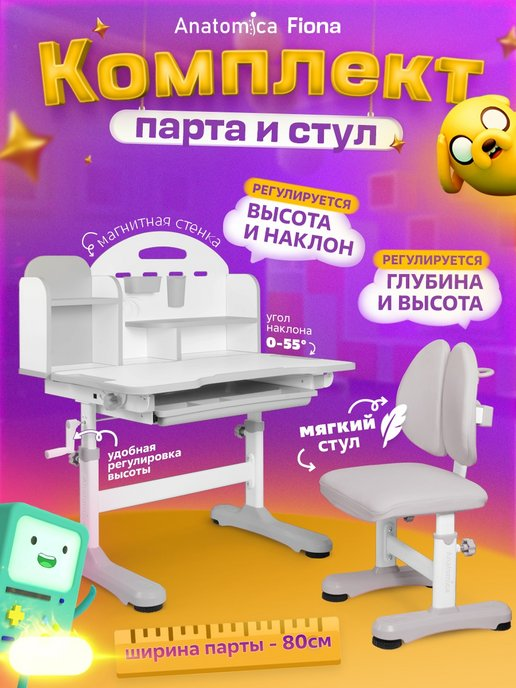 Anatomica Fiona
Комплект
парта и стул
РЕГУЛИРУЕТСЯ
ВЫСОТА
И НАКЛОН
РЕГУЛИРУЕТСЯ
ГЛУБИНА
И ВЫСОТА
магнитная стенка
угол
наклона
0-55°
мягкий
стул
удобная
регулировка
высоты
ширина парты - 80см